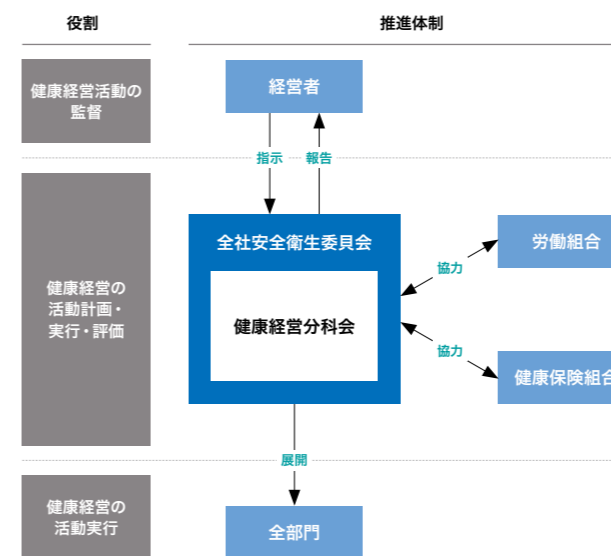 役割
推進体制
健康経営活動の
監督
経営者
指示
報告
健康経営の
活動計画・
実行・評価
全社安全衛生委員会
健康経営分科会
協力
労働組合
協力
健康保険組合
展開
健康経営の
活動実行
全部門